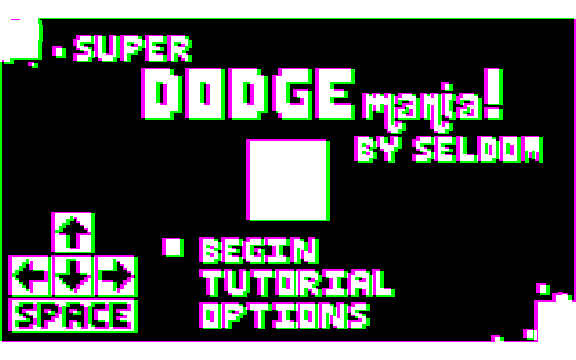 SUPER
DODGE mania!
BY SELDOM
BEGIN
TUTORIAL
OPTIONS
SPACE